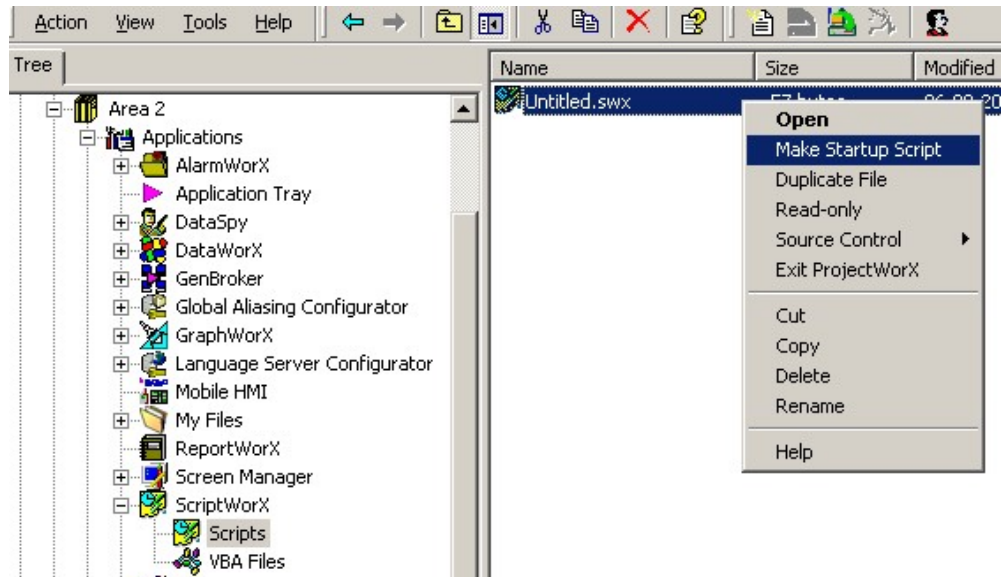 Action View Tools Help
Tree
Name Size Modified
Area 2
Applications
AlarmWorX
Application Tray
DataSpy
DataWorX
GenBroker
Global Aliasing Configurator
GraphWorX
Language Server Configurator
Mobile HMI
My Files
ReportWorX
Screen Manager
ScriptWorX
Scripts
VBA Files
Untitled.swx
Open
Make Startup Script
Duplicate File
Read-only
Source Control
Exit ProjectWorX
Cut
Copy
Delete
Rename
Help